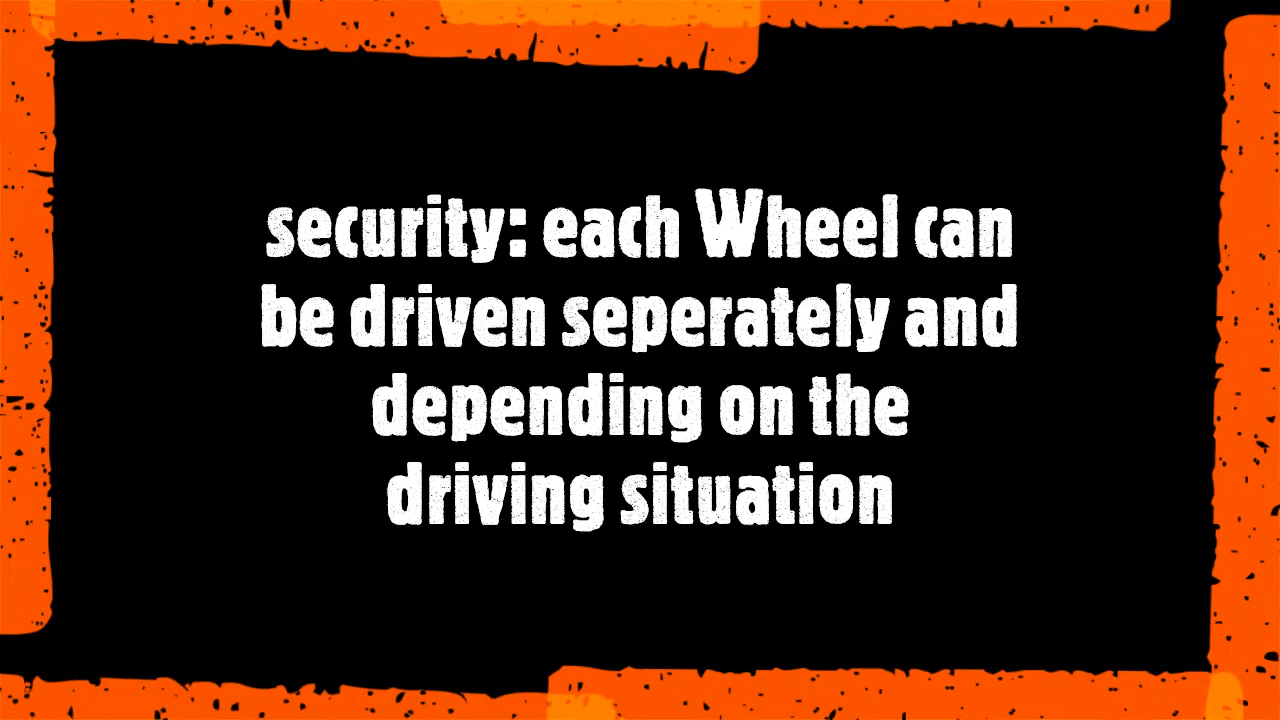 security: each Wheel can
be driven seperately and
depending on the
driving situation